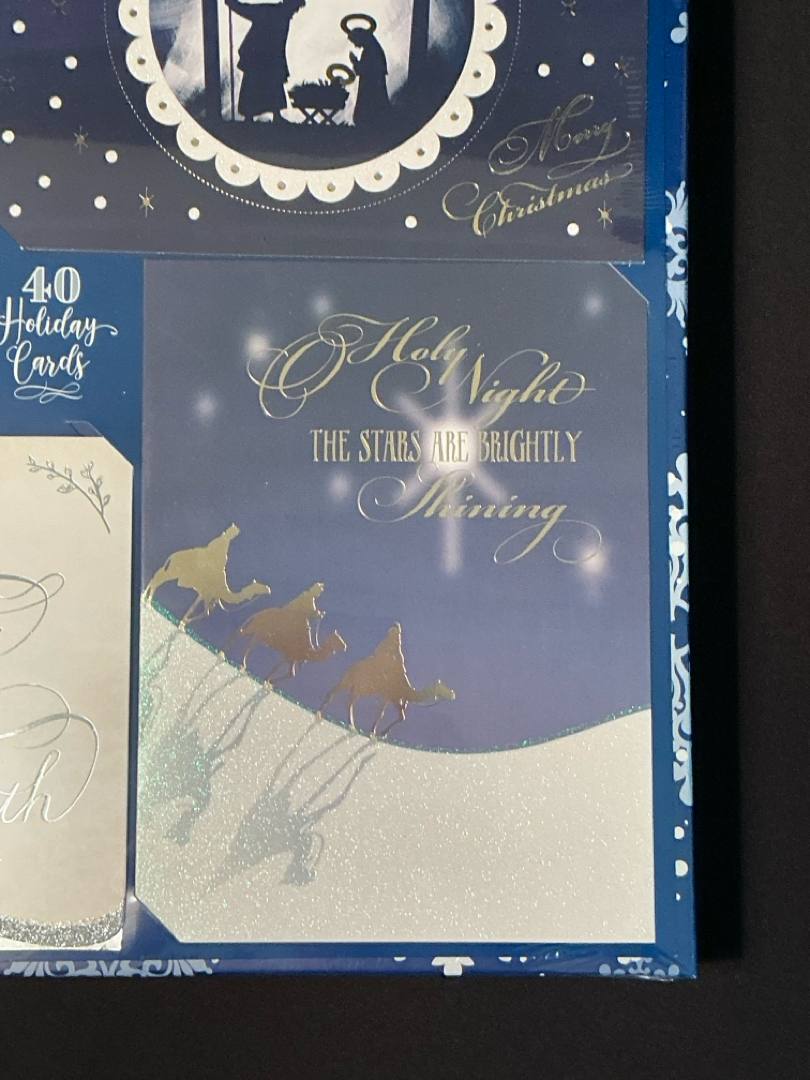 Merry
Christmas
40
Holiday
Cards
O Holy
Night
THE STARS ARE BRIGHTLY
Shining